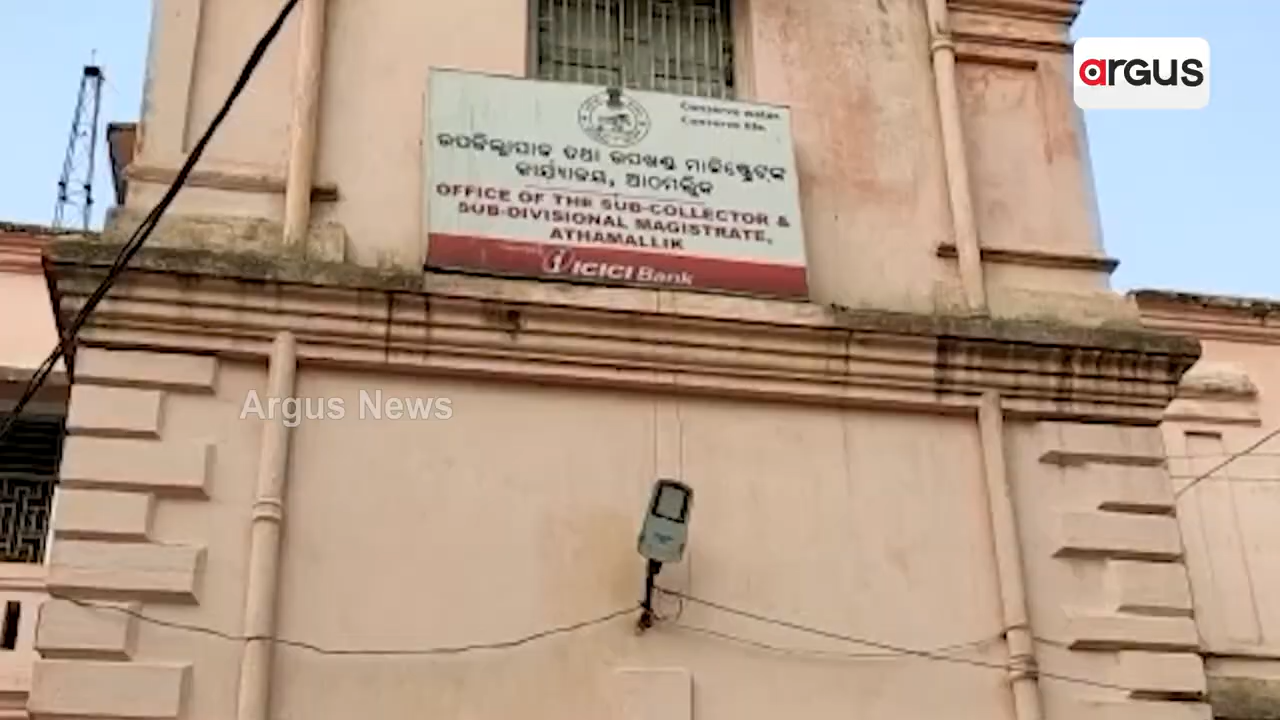 argus
Conserve water,
Conserve life.
ଉପଜିଲ୍ଲାପାଳ ତଥା ଉପଖଣ୍ଡ ମାଜିଷ୍ଟ୍ରେଟ୍‌ଙ୍କ
କାର୍ଯ୍ୟାଳୟ, ଆଠମଲ୍ଲିକ
OFFICE OF THE SUB-COLLECTOR &
SUB-DIVISIONAL MAGISTRATE,
ATHAMALLIK
ICICI Bank
Argus News